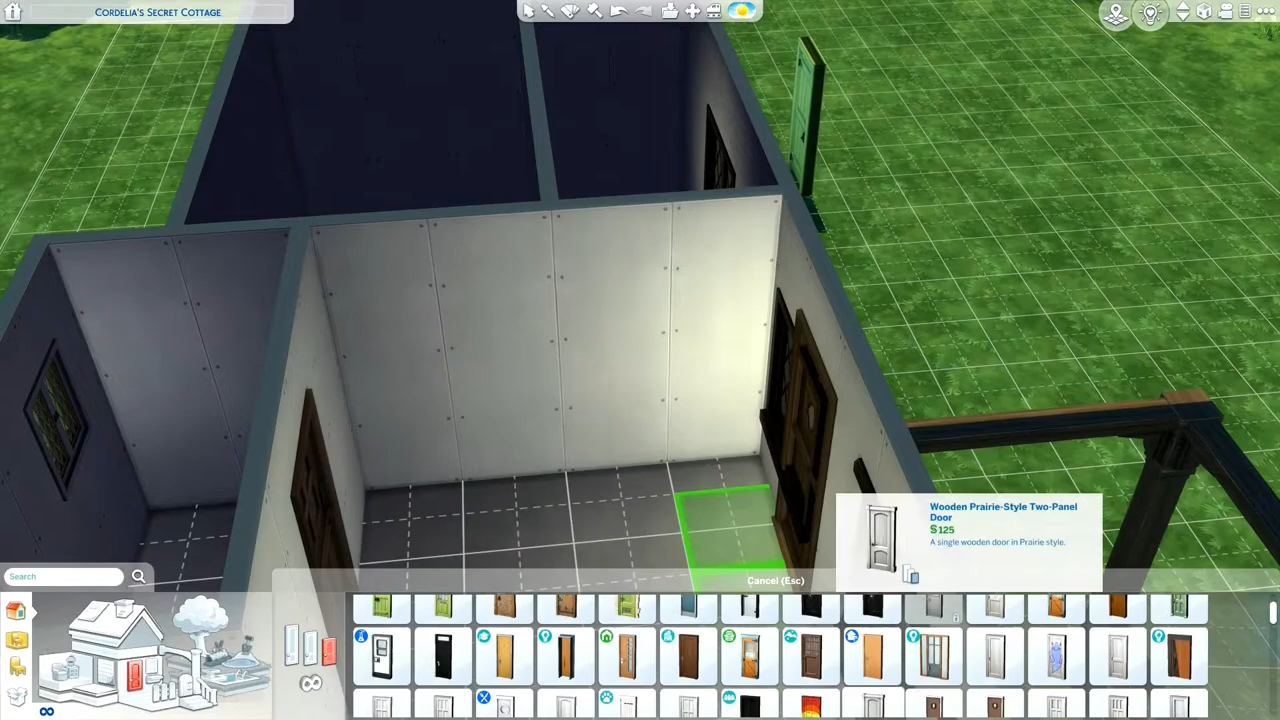 CORDELIA'S SECRET COTTAGE
Wooden Prairie-Style Two-Panel
Door
§125
A single wooden door in Prairie style.
Cancel (Esc)
Search